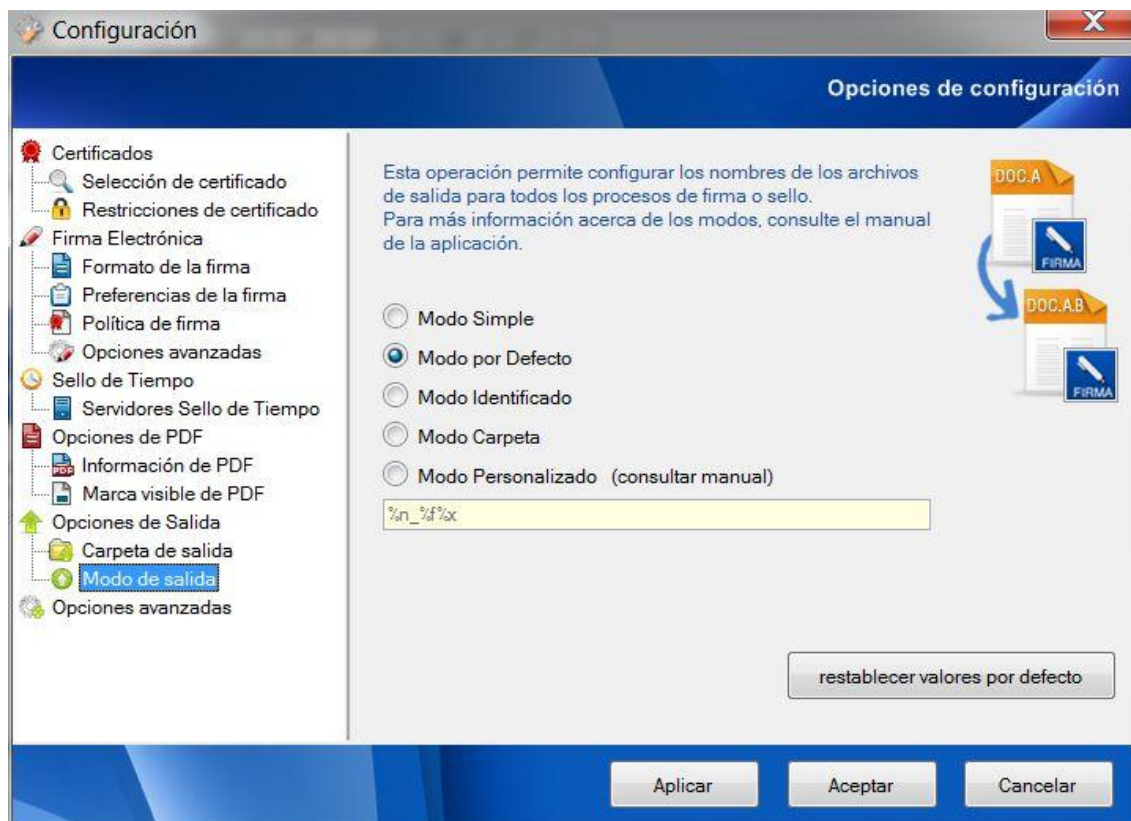 Configuración
X
Opciones de configuración
Certificados
Selección de certificado
Restricciones de certificado
Firma Electrónica
Formato de la firma
Preferencias de la firma
Política de firma
Opciones avanzadas
Sello de Tiempo
Servidores Sello de Tiempo
Opciones de PDF
Información de PDF
Marca visible de PDF
Opciones de Salida
Carpeta de salida
Modo de salida
Opciones avanzadas
Esta operación permite configurar los nombres de los archivos
de salida para todos los procesos de firma o sello.
Para más información acerca de los modos, consulte el manual
de la aplicación.
DOC.A
FIRMA
DOC.A.B
FIRMA
Modo Simple
Modo por Defecto
Modo Identificado
Modo Carpeta
Modo Personalizado (consultar manual)
%n_%f%x
restablecer valores por defecto
Aplicar
Aceptar
Cancelar